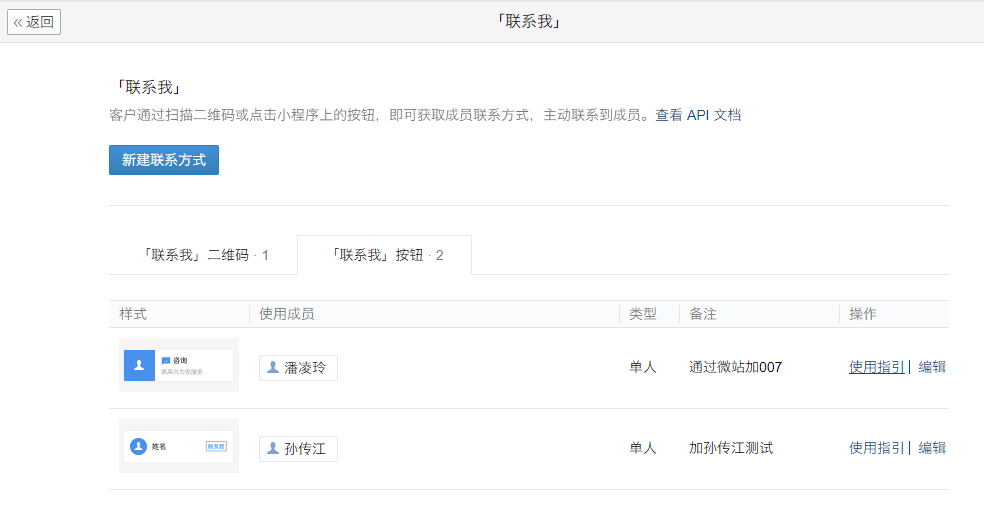 « 返回
「联系我」
「联系我」
客户通过扫描二维码或点击小程序上的按钮，即可获取成员联系方式，主动联系到成员。查看 API 文档
新建联系方式
「联系我」二维码 · 1
「联系我」按钮 · 2
样式 使用成员 类型 备注 操作
咨询
很高兴为你服务
潘凌玲 单人 通过微站加007 使用指引 | 编辑
姓名 联系我
孙传江 单人 加孙传江测试 使用指引 | 编辑